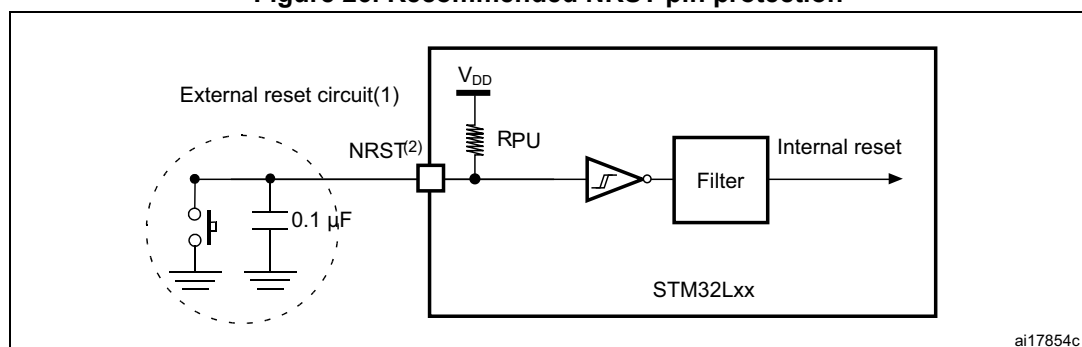 Figure 26. Recommended NRST pin protection
External reset circuit(1)
VDD
NRST(2)
RPU
Internal reset
Filter
0.1 µF
STM32Lxx
ai17854c